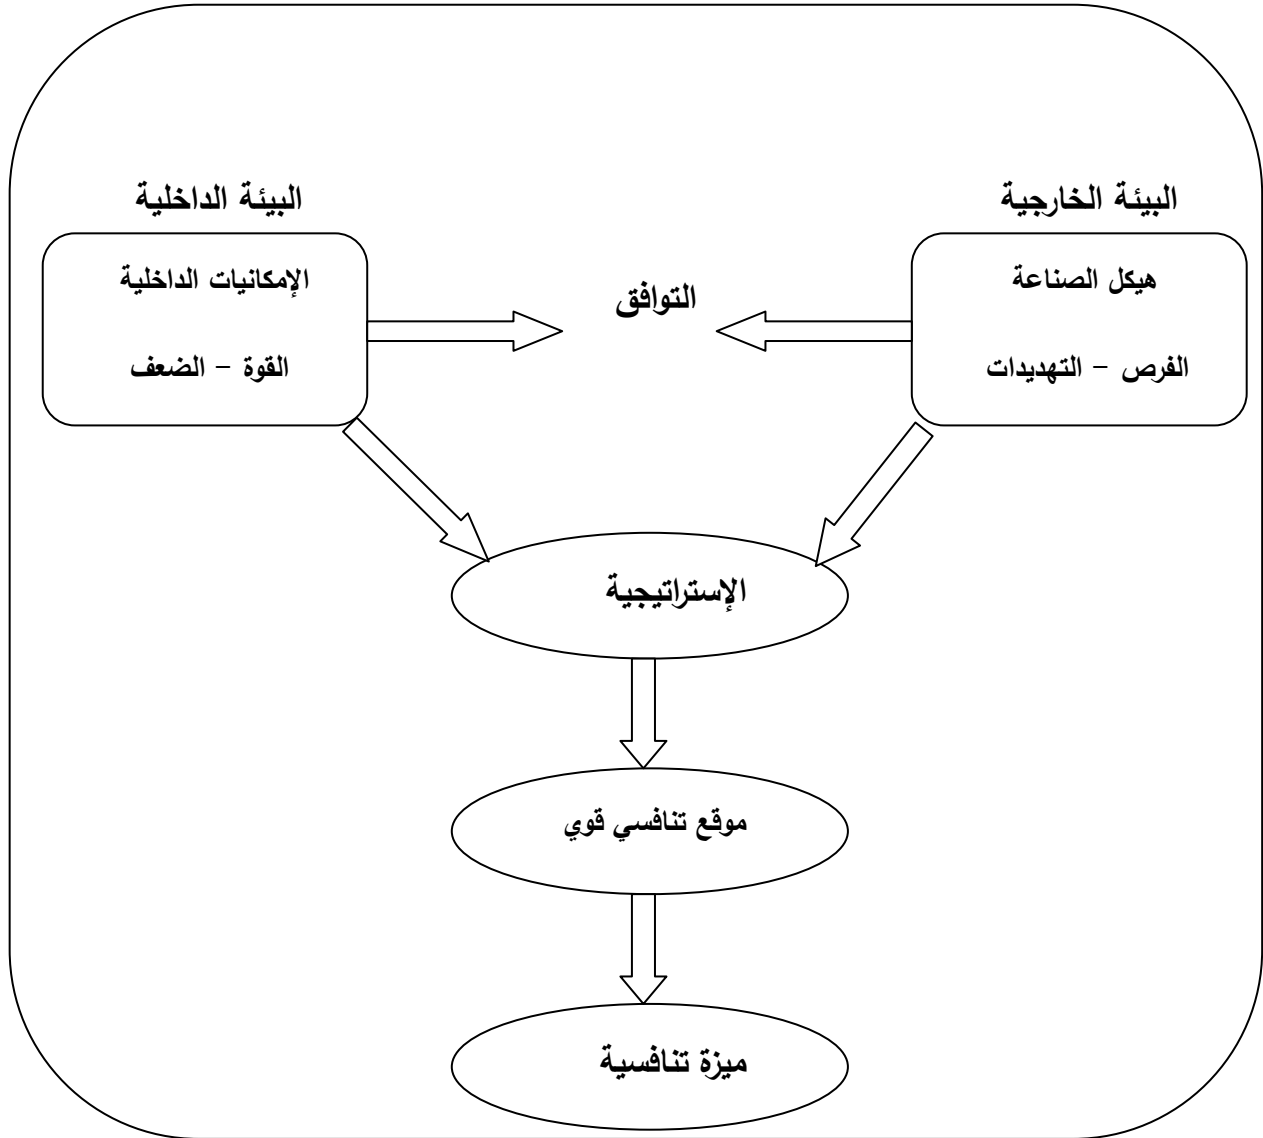 البيئة الخارجية
البيئة الداخلية
هيكل الصناعة
الفرص – التهديدات
التوافق
الإمكانيات الداخلية
القوة – الضعف
الإستراتيجية
موقع تنافسي قوي
ميزة تنافسية